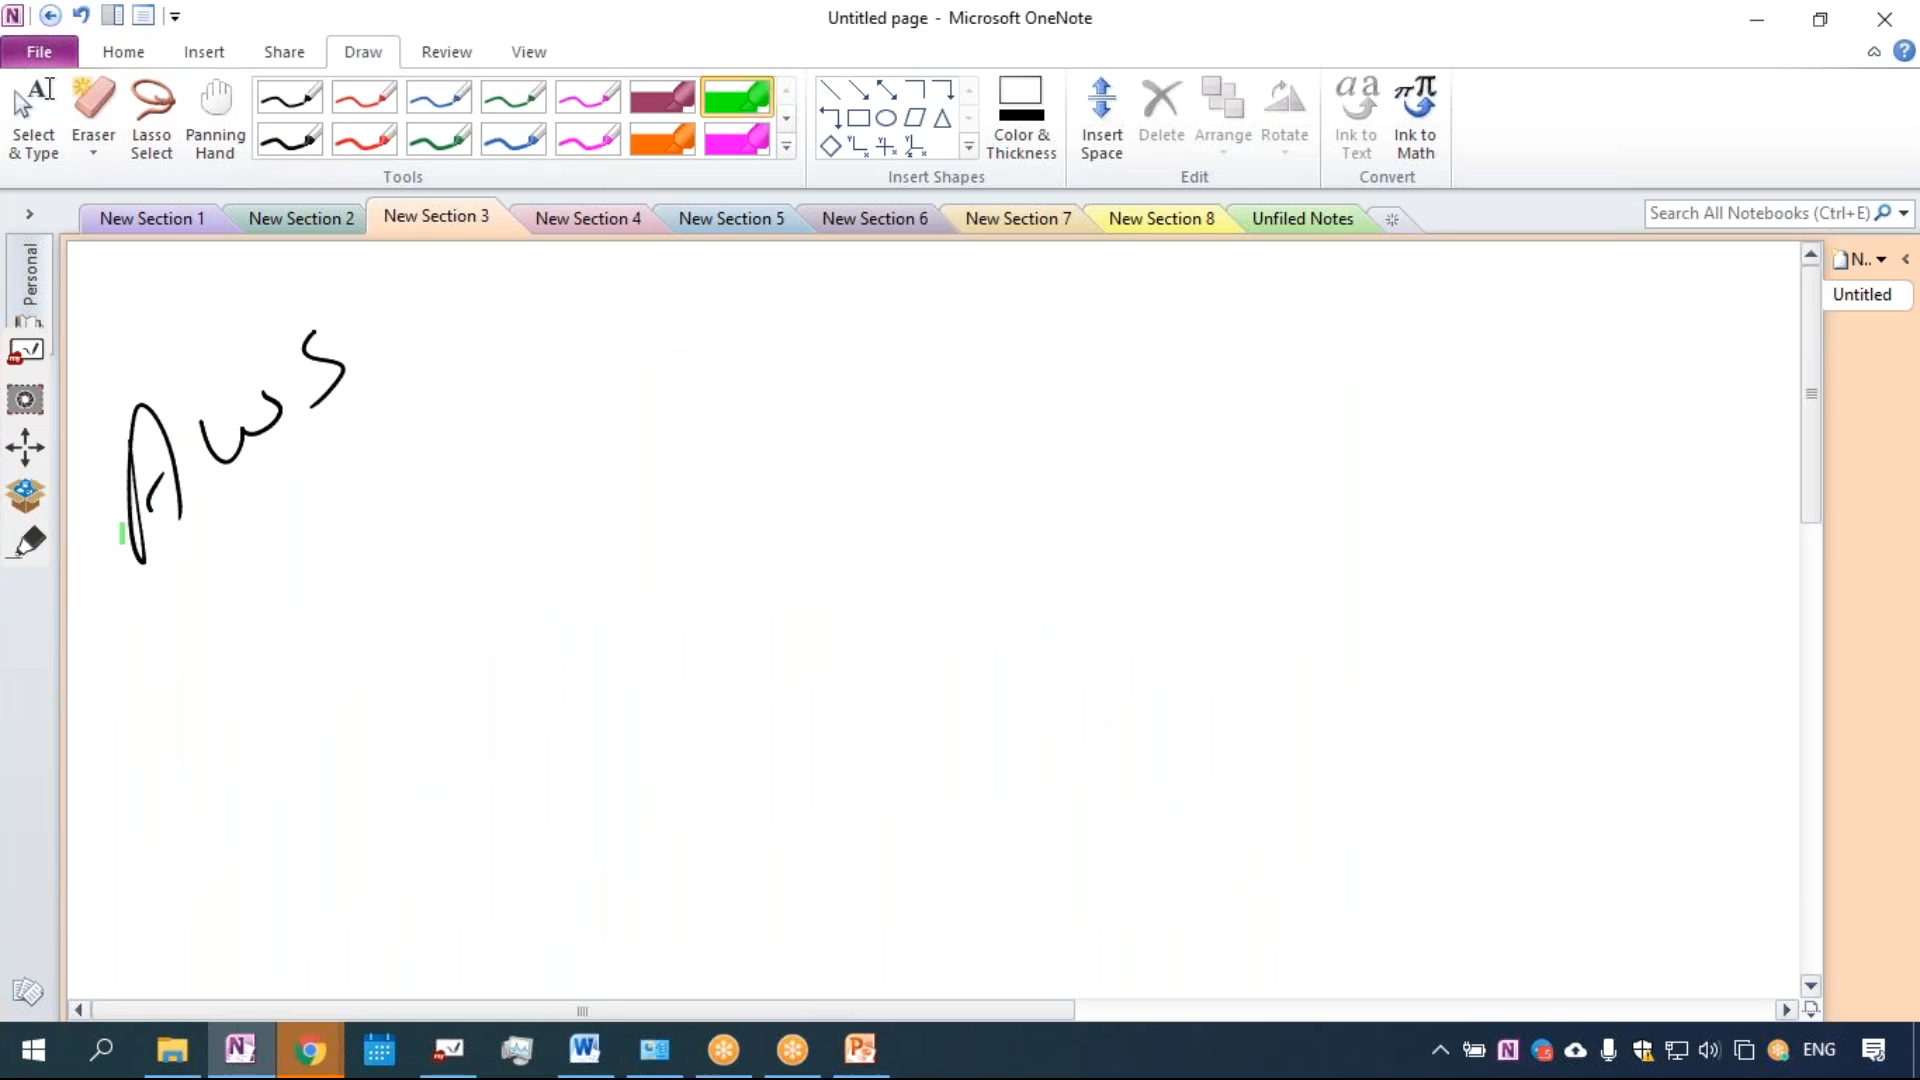 Untitled page - Microsoft OneNote
File Home Insert Share Draw Review View
Select & Type
Eraser
Lasso Select
Panning Hand
Color & Thickness
Insert Space
Delete
Arrange
Rotate
Ink to Text
Ink to Math
Tools
Insert Shapes
Edit
Convert
New Section 1 New Section 2 New Section 3 New Section 4 New Section 5 New Section 6 New Section 7 New Section 8 Unfiled Notes
Search All Notebooks (Ctrl+E)
Personal
N..
Untitled
Aws
ENG